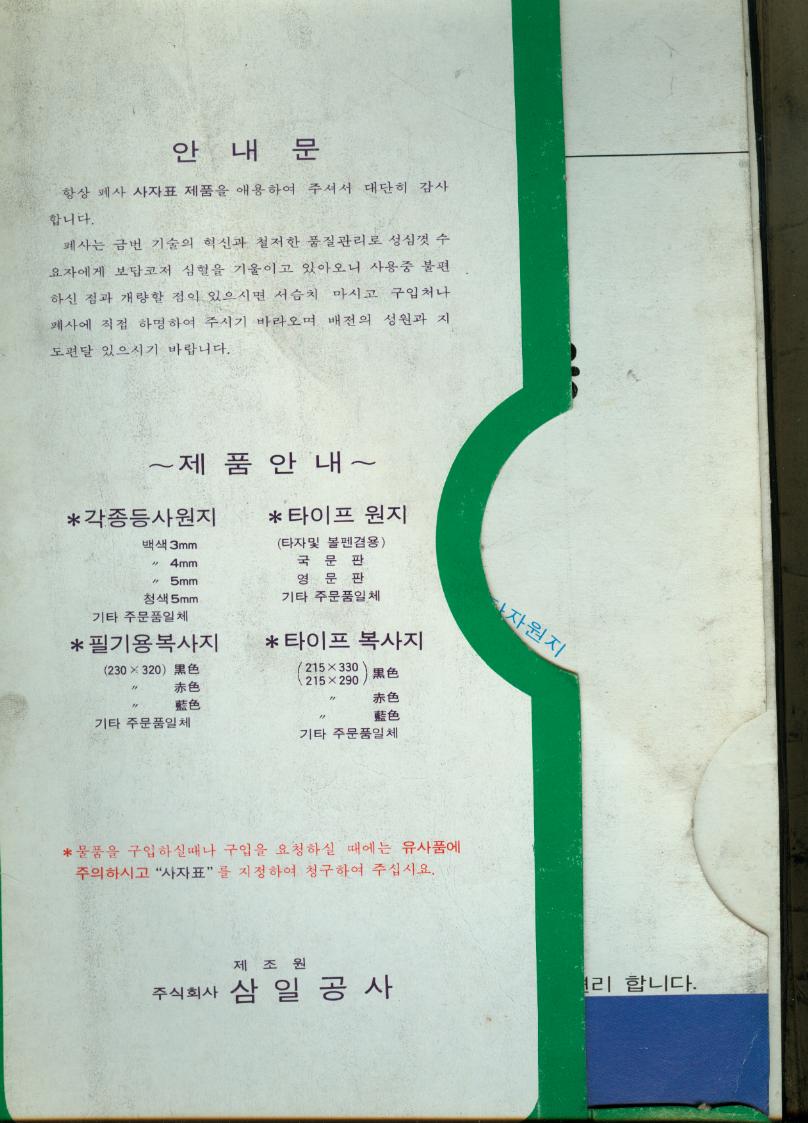 안 내 문
항상 폐사 사자표 제품을 애용하여 주셔서 대단히 감사
합니다.
폐사는 금번 기술의 혁신과 철저한 품질관리로 성심껏 수
요자에게 보답코저 심혈을 기울이고 있아오니 사용중 불편
하신 점과 개량할 점이 있으시면 서슴치 마시고 구입처나
폐사에 직접 하명하여 주시기 바라오며 배전의 성원과 지
도편달 있으시기 바랍니다.
～제 품 안 내～
*각종등사원지
백색3mm
〃 4mm
〃 5mm
청색5mm
기타 주문품일체
*타이프 원지
(타자및 볼펜겸용)
국 문 판
영 문 판
기타 주문품일체
*필기용복사지
(230×320) 黑色
〃 赤色
〃 藍色
기타 주문품일체
*타이프 복사지
(215×330
215×290) 黑色
〃 赤色
〃 藍色
기타 주문품일체
타자원지
*물품을 구입하실때나 구입을 요청하실 때에는 유사품에
주의하시고 “사자표”를 지정하여 청구하여 주십시요.
제 조 원
주식회사 삼 일 공 사
합니다.